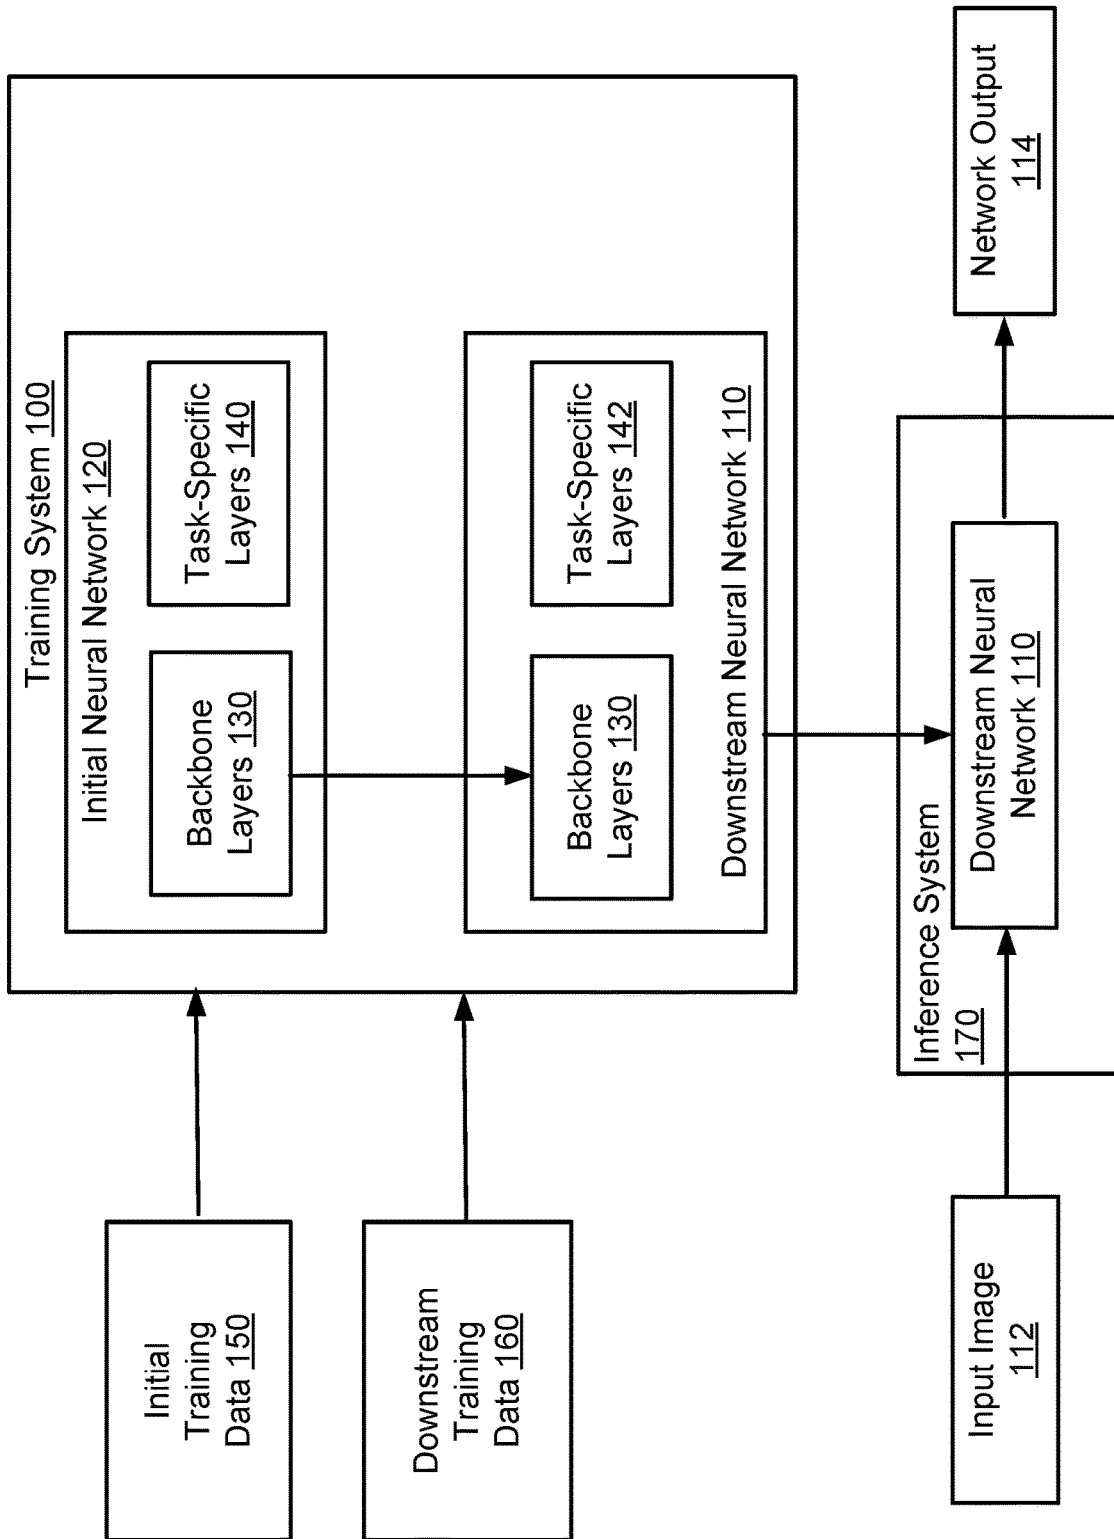 Training System 100
Initial Neural Network 120
Backbone
Layers 130
Task-Specific
Layers 140
Initial
Training
Data 150
Backbone
Layers 130
Task-Specific
Layers 142
Downstream Neural Network 110
Downstream
Training
Data 160
Inference System
170
Input Image
112
Downstream Neural
Network 110
Network Output
114